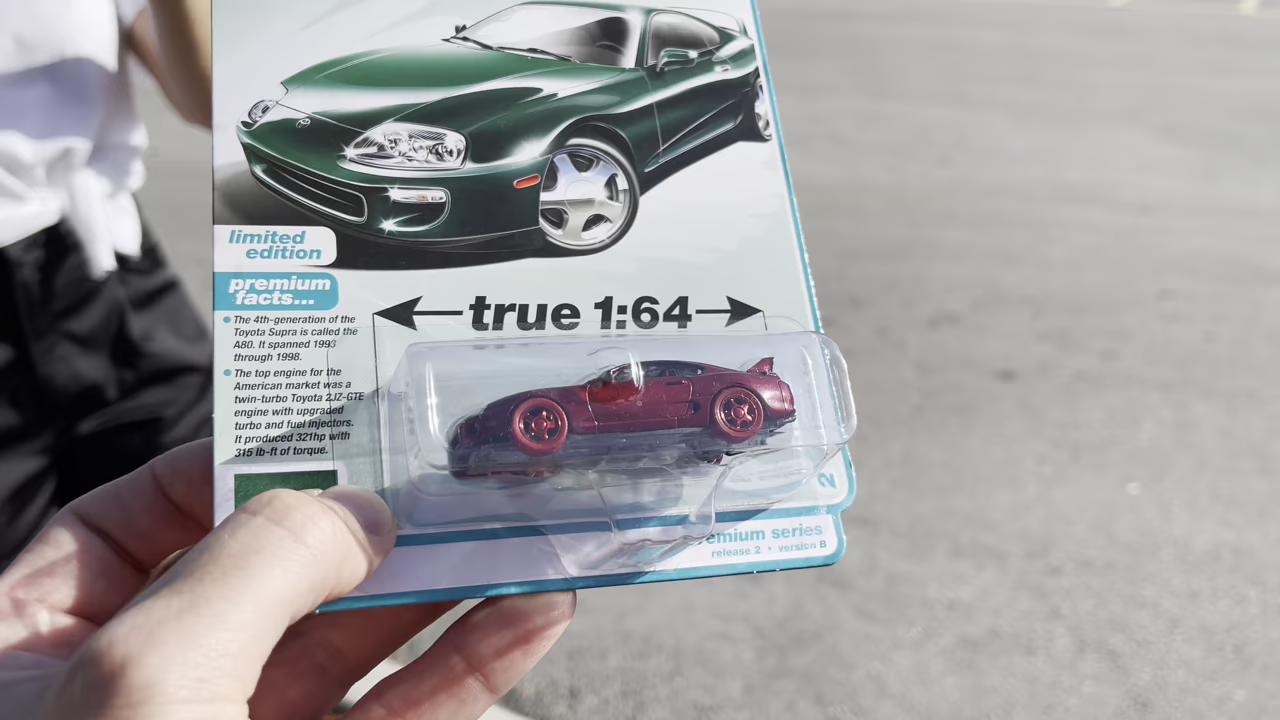 limited
edition
premium
facts...
The 4th-generation of the
Toyota Supra is called the
A80. It spanned 1993
through 1998.
The top engine for the
American market was a
twin-turbo Toyota 2JZ-GTE
engine with upgraded
turbo and fuel injectors.
It produced 321hp with
315 lb-ft of torque.
true 1:64
2
emium series
release 2 • version B